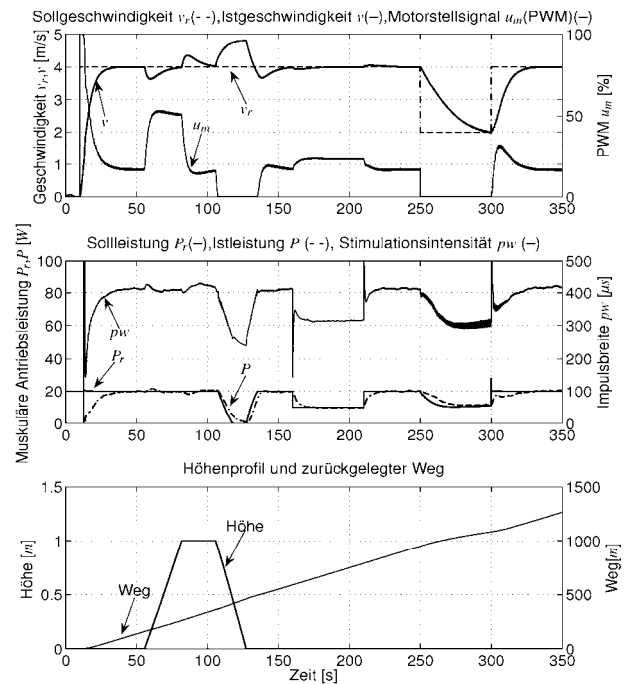 Sollgeschwindigkeit v_r(- -),Istgeschwindigkeit v(–),Motorstellsignal u_m(PWM)(–)
Geschwindigkeit v_r,v [m/s]
5
4
3
2
1
0
v
u_m
v_r
100
80
60
40
20
0
PWM u_m [%]
0 50 100 150 200 250 300 350
Sollleistung P_r(–),Istleistung P (- -), Stimulationsintensität pw (–)
Muskuläre Antriebsleistung P_r,P [W]
100
80
60
40
20
0
pw
P_r
P
500
400
300
200
100
0
Impulsbreite pw [µs]
0 50 100 150 200 250 300 350
Höhenprofil und zurückgelegter Weg
Höhe [m]
1.5
1
0.5
0
Weg
Höhe
1500
1000
500
0
Weg[m]
0 50 100 150 200 250 300 350
Zeit [s]